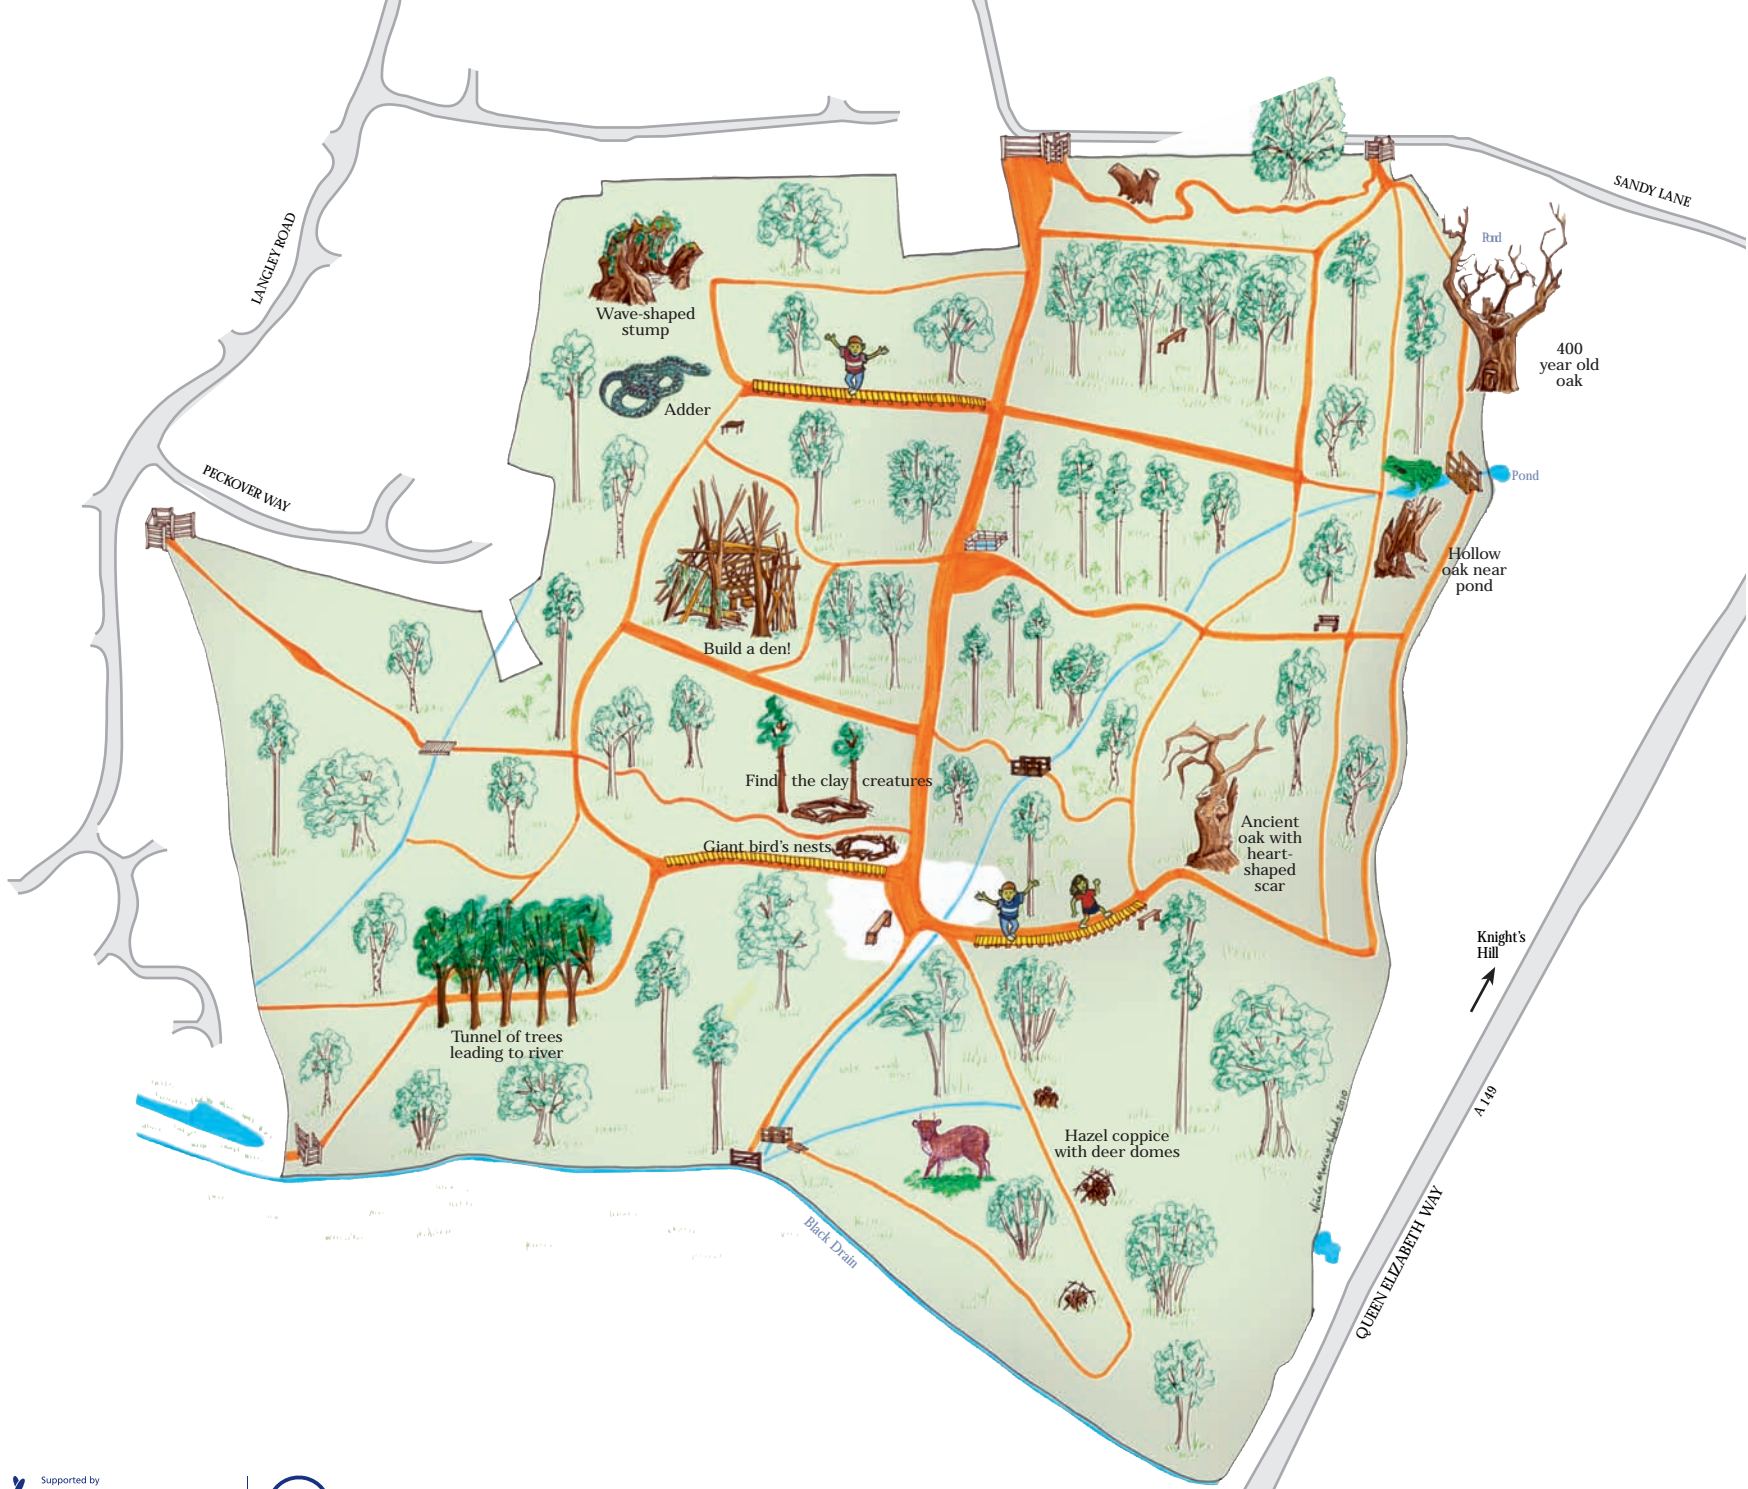 SANDY LANE
LANGLEY ROAD
Pond
Wave-shaped
stump
400
year old
oak
Adder
PECKOVER WAY
Pond
Hollow
oak near
pond
Build a den!
Find the clay creatures
Giant bird's nests
Ancient
oak with
heart-
shaped
scar
Knight's
Hill
Tunnel of trees
leading to river
A 149
Hazel coppice
with deer domes
Black Drain
QUEEN ELIZABETH WAY
Supported by